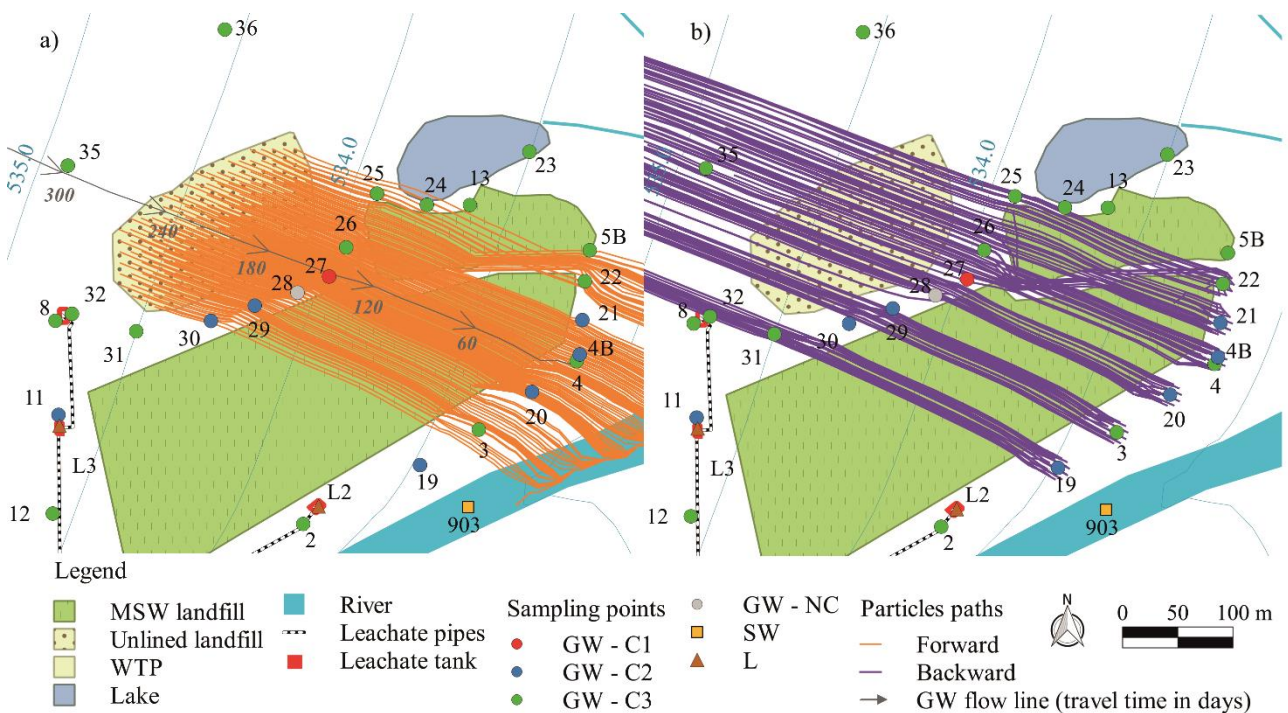 a)
36
35
535.0
534.0
300
240
180
120
60
25
24
13
23
26
5B
27
28
22
32
8
31
30
29
21
4B
4
20
11
3
L3
19
12
L2
2
903
b)
36
35
534.0
25
24
13
23
26
5B
27
28
22
32
8
31
30
29
21
4B
4
20
11
3
L3
19
12
L2
2
903
Legend
MSW landfill
Unlined landfill
WTP
Lake
River
Leachate pipes
Leachate tank
Sampling points
GW - C1
GW - C2
GW - C3
GW - NC
SW
L
Particles paths
Forward
Backward
GW flow line (travel time in days)
N
0 50 100 m